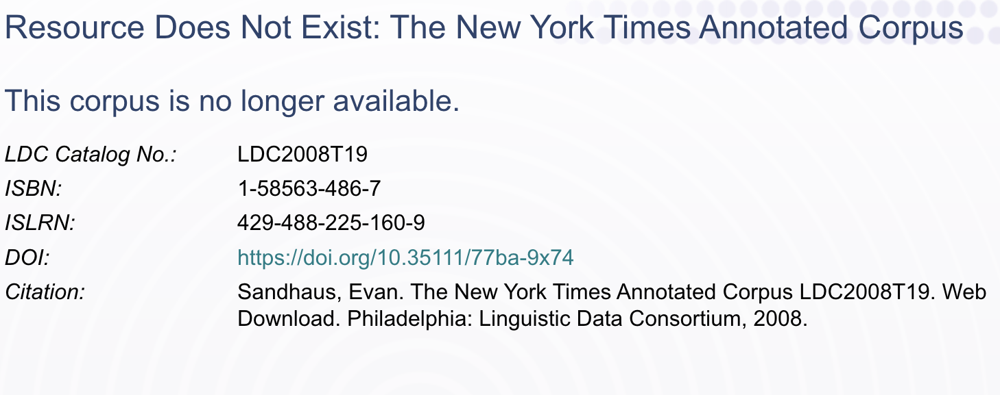 Resource Does Not Exist: The New York Times Annotated Corpus
This corpus is no longer available.
LDC Catalog No.: LDC2008T19
ISBN: 1-58563-486-7
ISLRN: 429-488-225-160-9
DOI: https://doi.org/10.35111/77ba-9x74
Citation: Sandhaus, Evan. The New York Times Annotated Corpus LDC2008T19. Web
Download. Philadelphia: Linguistic Data Consortium, 2008.